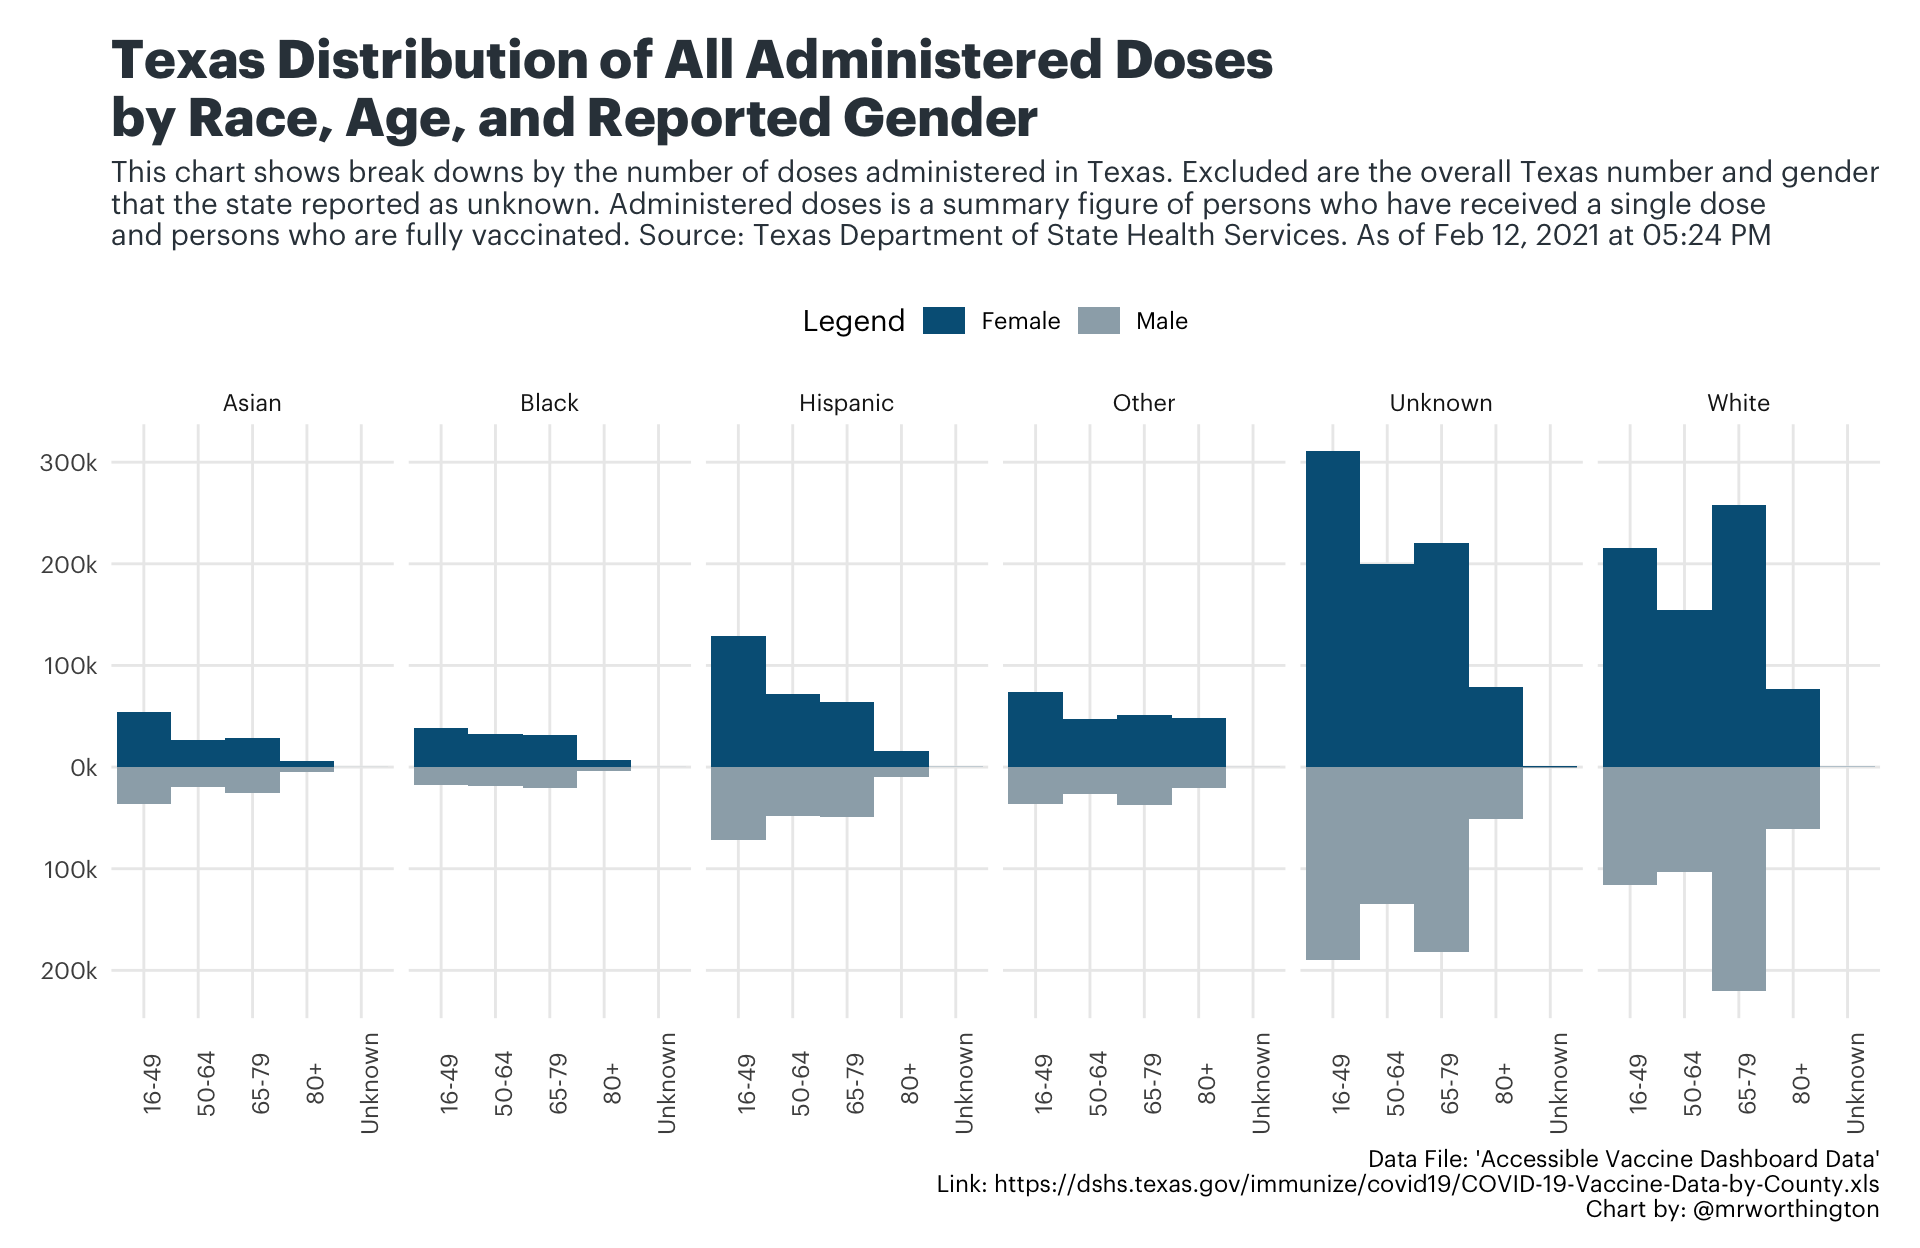 Texas Distribution of All Administered Doses
by Race, Age, and Reported Gender
This chart shows break downs by the number of doses administered in Texas. Excluded are the overall Texas number and gender
that the state reported as unknown. Administered doses is a summary figure of persons who have received a single dose
and persons who are fully vaccinated. Source: Texas Department of State Health Services. As of Feb 12, 2021 at 05:24 PM
Legend Female Male
Asian Black Hispanic Other Unknown White
300k
200k
100k
0k
100k
200k
16-49 50-64 65-79 80+ Unknown 16-49 50-64 65-79 80+ Unknown 16-49 50-64 65-79 80+ Unknown 16-49 50-64 65-79 80+ Unknown 16-49 50-64 65-79 80+ Unknown 16-49 50-64 65-79 80+ Unknown
Data File: 'Accessible Vaccine Dashboard Data'
Link: https://dshs.texas.gov/immunize/covid19/COVID-19-Vaccine-Data-by-County.xls
Chart by: @mrworthington